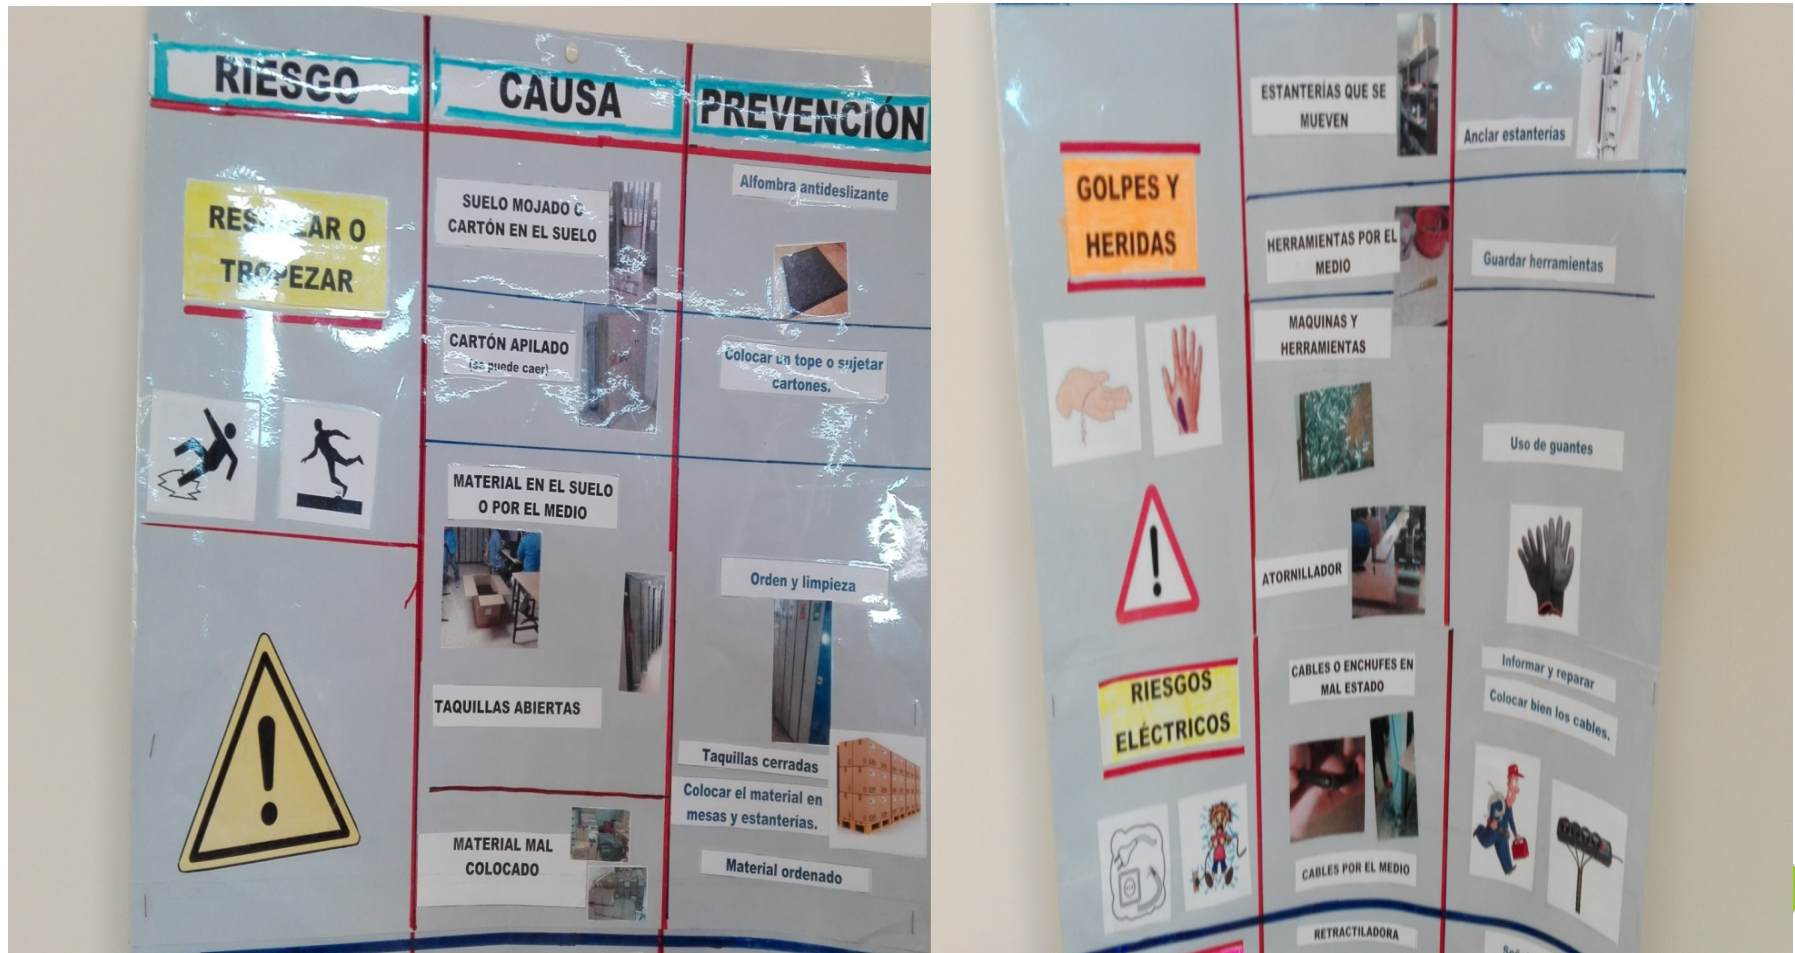 RIESGO
CAUSA
PREVENCIÓN
RESBALAR O
TROPEZAR
SUELO MOJADO O
CARTÓN EN EL SUELO
Alfombra antideslizante
CARTÓN APILADO
(se puede caer)
Colocar un tope o sujetar
cartones.
MATERIAL EN EL SUELO
O POR EL MEDIO
Orden y limpieza
TAQUILLAS ABIERTAS
Taquillas cerradas
Colocar el material en
mesas y estanterías.
MATERIAL MAL
COLOCADO
Material ordenado
ESTANTERÍAS QUE SE
MUEVEN
Anclar estanterías
GOLPES Y
HERIDAS
HERRAMIENTAS POR EL
MEDIO
Guardar herramientas
MAQUINAS Y
HERRAMIENTAS
Uso de guantes
ATORNILLADOR
RIESGOS
ELÉCTRICOS
CABLES O ENCHUFES EN
MAL ESTADO
Informar y reparar
Colocar bien los cables.
CABLES POR EL MEDIO
RETRACTILADORA